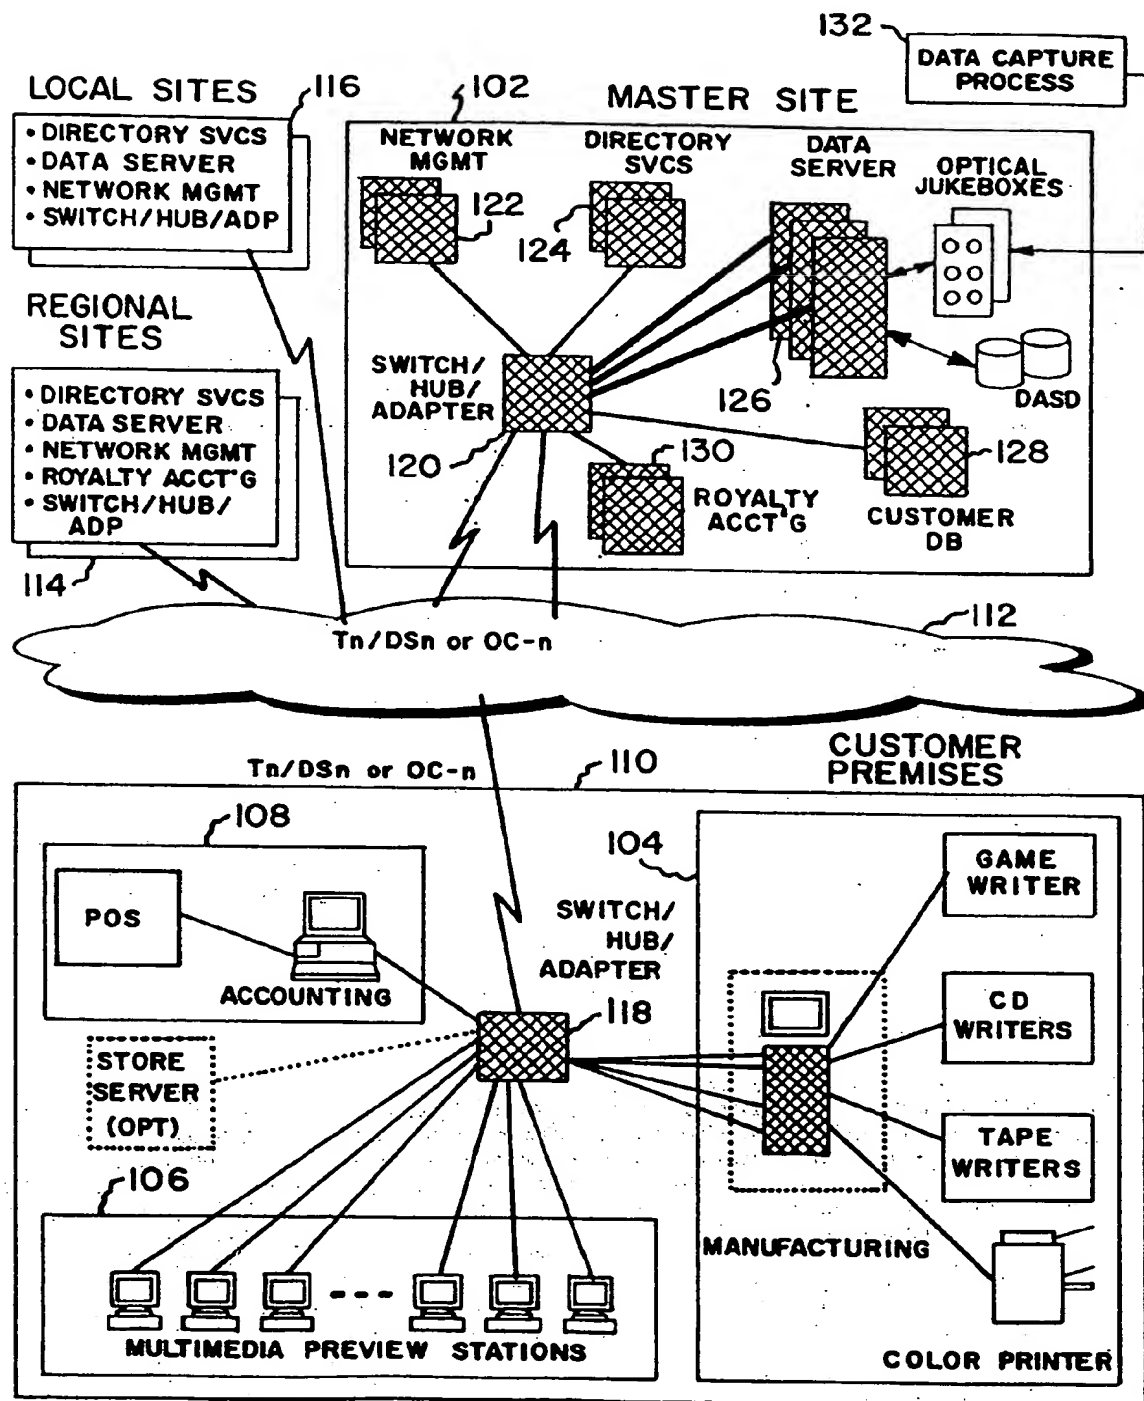 132
DATA CAPTURE
PROCESS
LOCAL SITES
116
• DIRECTORY SVCS
• DATA SERVER
• NETWORK MGMT
• SWITCH/HUB/ADP
102
MASTER SITE
NETWORK
MGMT
122
DIRECTORY
SVCS
124
DATA
SERVER
126
OPTICAL
JUKEBOXES
DASD
SWITCH/
HUB/
ADAPTER
120
130
ROYALTY
ACCT'G
128
CUSTOMER
DB
REGIONAL
SITES
• DIRECTORY SVCS
• DATA SERVER
• NETWORK MGMT
• ROYALTY ACCT'G
• SWITCH/HUB/
ADP
114
112
Tn/DSn or OC-n
Tn/DSn or OC-n
110
CUSTOMER
PREMISES
108
POS
ACCOUNTING
SWITCH/
HUB/
ADAPTER
118
STORE
SERVER
(OPT)
106
MULTIMEDIA PREVIEW STATIONS
104
GAME
WRITER
CD
WRITERS
TAPE
WRITERS
MANUFACTURING
COLOR PRINTER